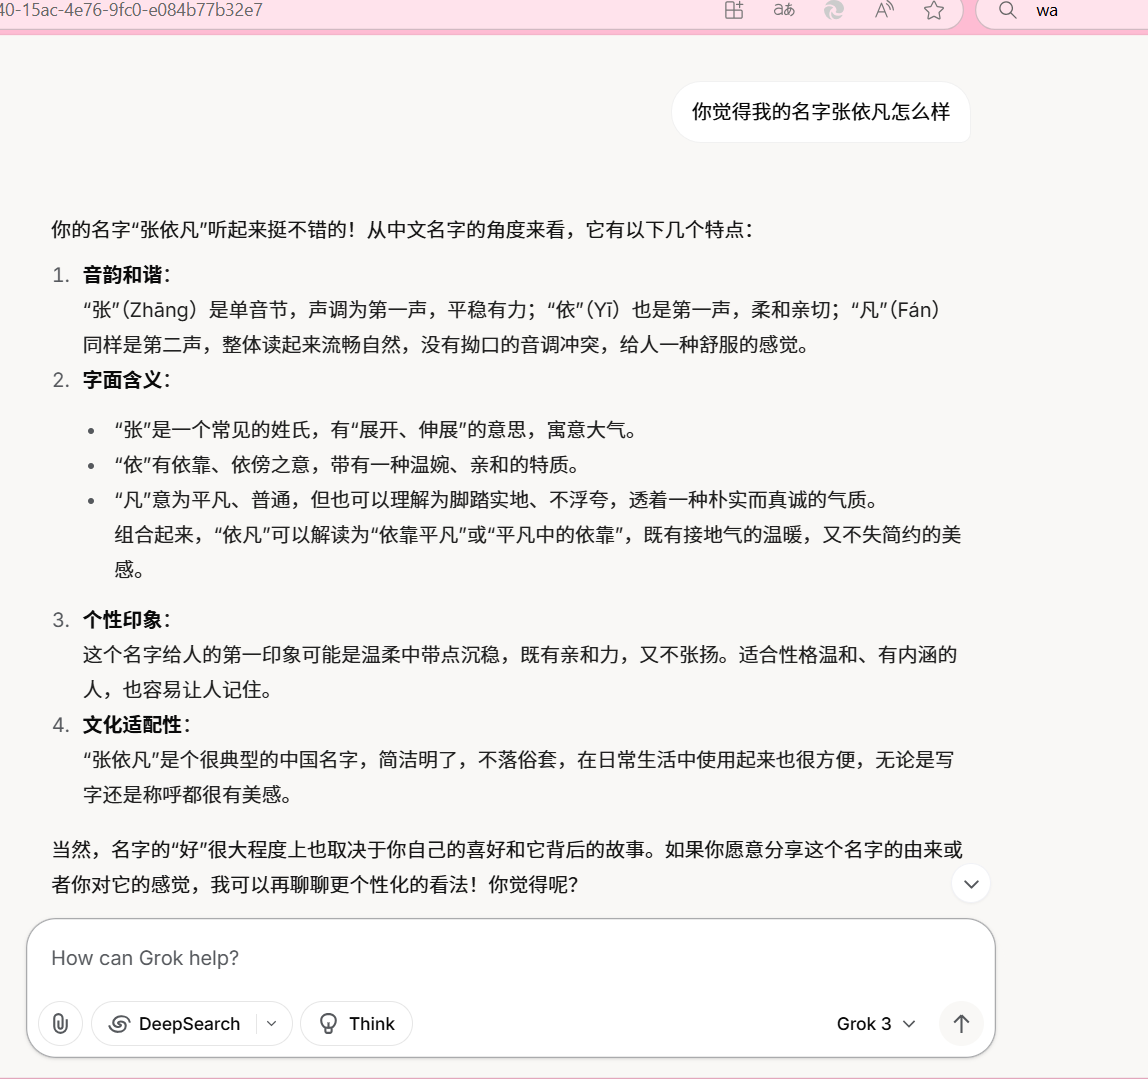 40-15ac-4e76-9fc0-e084b77b32e7
aあ
A
wa
你觉得我的名字张依凡怎么样
你的名字“张依凡”听起来挺不错的！从中文名字的角度来看，它有以下几个特点：
1. 音韵和谐：
“张”（Zhāng）是单音节，声调为第一声，平稳有力；“依”（Yī）也是第一声，柔和亲切；“凡”（Fán）
同样是第二声，整体读起来流畅自然，没有拗口的音调冲突，给人一种舒服的感觉。
2. 字面含义：
• “张”是一个常见的姓氏，有“展开、伸展”的意思，寓意大气。
• “依”有依靠、依傍之意，带有一种温婉、亲和的特质。
• “凡”意为平凡、普通，但也可以理解为脚踏实地、不浮夸，透着一种朴实而真诚的气质。
组合起来，“依凡”可以解读为“依靠平凡”或“平凡中的依靠”，既有接地气的温暖，又不失简约的美
感。
3. 个性印象：
这个名字给人的第一印象可能是温柔中带点沉稳，既有亲和力，又不张扬。适合性格温和、有内涵的
人，也容易让人记住。
4. 文化适配性：
“张依凡”是个很典型的中国名字，简洁明了，不落俗套，在日常生活中使用起来也很方便，无论是写
字还是称呼都很有美感。
当然，名字的“好”很大程度上也取决于你自己的喜好和它背后的故事。如果你愿意分享这个名字的由来或
者你对它的感觉，我可以再聊聊更个性化的看法！你觉得呢？
How can Grok help?
DeepSearch
Think
Grok 3